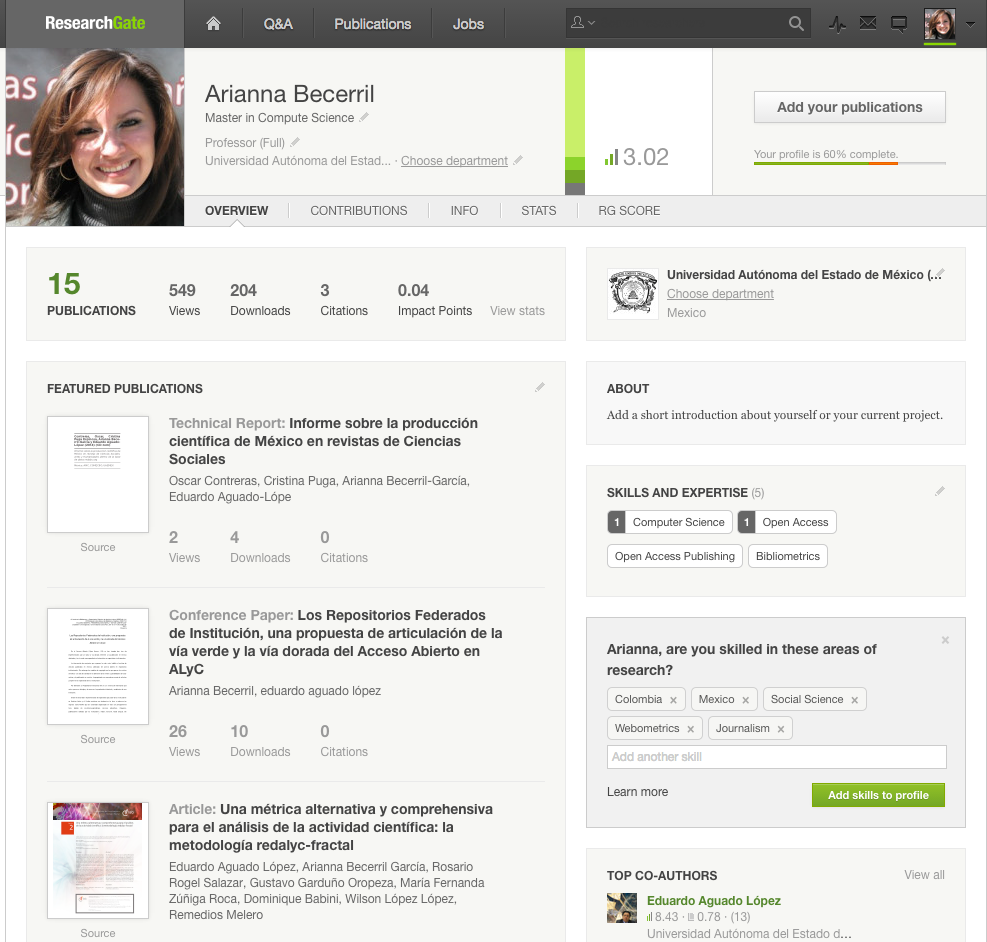 ResearchGate
Q&A
Publications
Jobs
Arianna Becerril
Master in Compute Science
Professor (Full)
Universidad Autónoma del Estad... · Choose department
3.02
Add your publications
Your profile is 60% complete.
OVERVIEW
CONTRIBUTIONS
INFO
STATS
RG SCORE
15
PUBLICATIONS
549
Views
204
Downloads
3
Citations
0.04
Impact Points
View stats
Universidad Autónoma del Estado de México (...
Choose department
Mexico
FEATURED PUBLICATIONS
Technical Report: Informe sobre la producción
científica de México en revistas de Ciencias
Sociales
Oscar Contreras, Cristina Puga, Arianna Becerril-García,
Eduardo Aguado-Lópe
2
Views
4
Downloads
0
Citations
Source
Conference Paper: Los Repositorios Federados
de Institución, una propuesta de articulación de la
vía verde y la vía dorada del Acceso Abierto en
ALyC
Arianna Becerril, eduardo aguado lópez
26
Views
10
Downloads
0
Citations
Source
Article: Una métrica alternativa y comprehensiva
para el análisis de la actividad científica: la
metodología redalyc-fractal
Eduardo Aguado López, Arianna Becerril García, Rosario
Rogel Salazar, Gustavo Garduño Oropeza, María Fernanda
Zúñiga Roca, Dominique Babini, Wilson López López,
Remedios Melero
Source
ABOUT
Add a short introduction about yourself or your current project.
SKILLS AND EXPERTISE (5)
1 Computer Science
1 Open Access
Open Access Publishing
Bibliometrics
Arianna, are you skilled in these areas of
research?
Colombia x
Mexico x
Social Science x
Webometrics x
Journalism x
Add another skill
Learn more
Add skills to profile
TOP CO-AUTHORS
View all
Eduardo Aguado López
8.43 · 0.78 · (13)
Universidad Autónoma del Estado d...